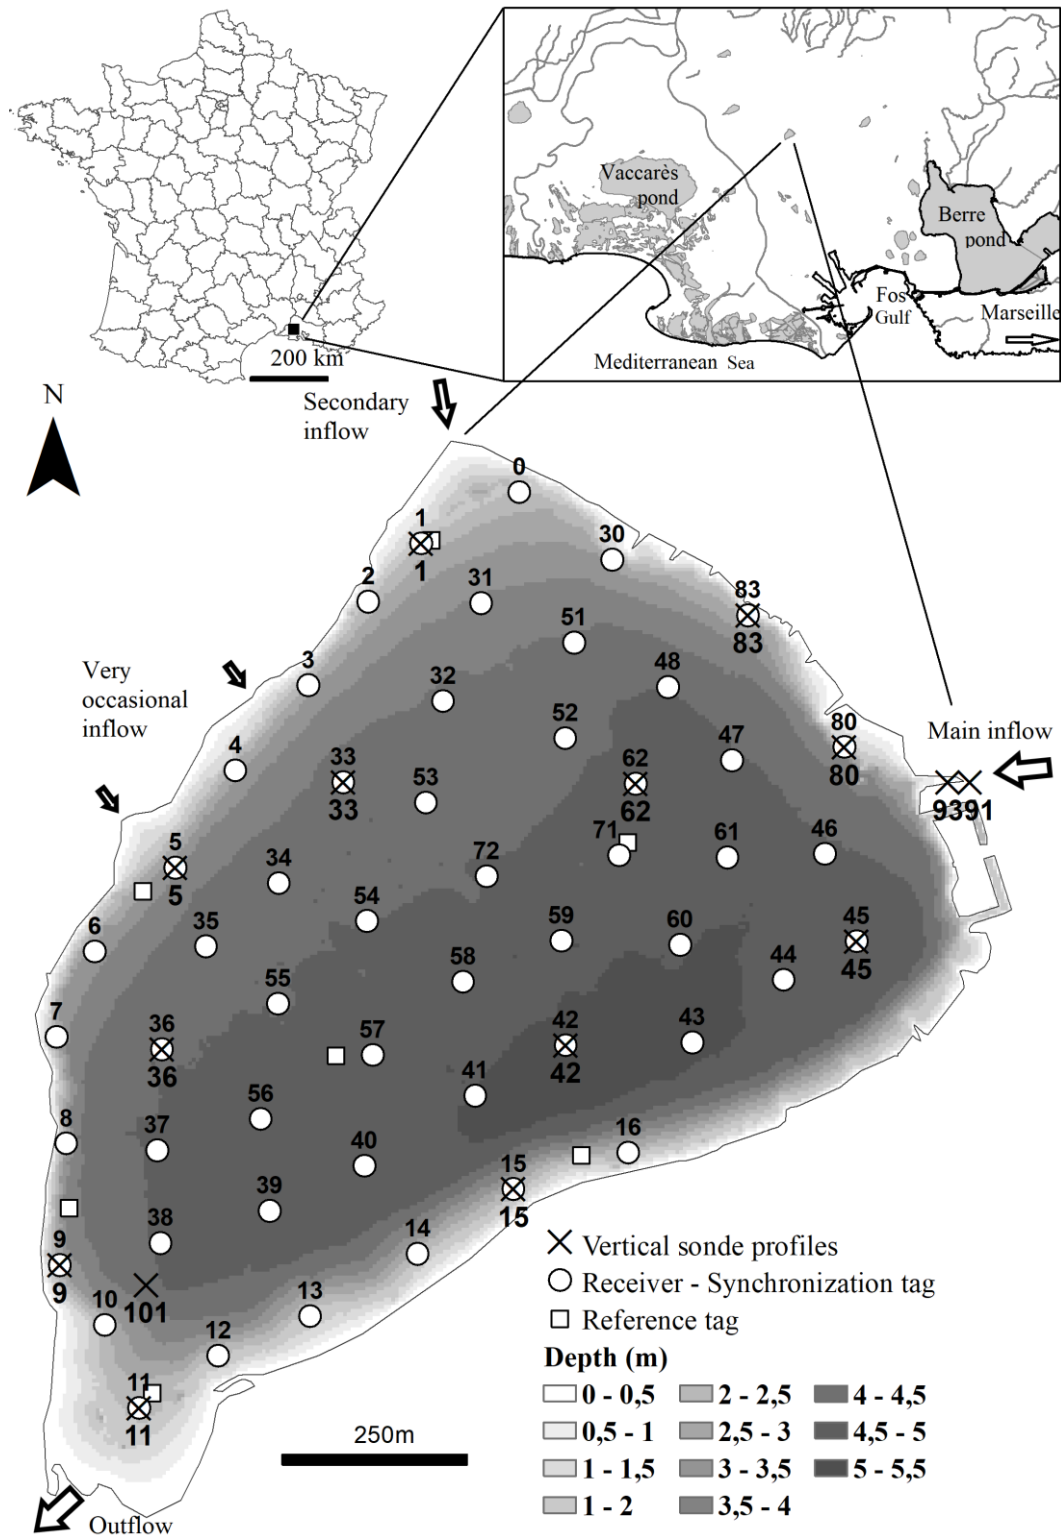 Vaccarès
pond
Berre
pond
Fos
Gulf
Marseille
Mediterranean Sea
200 km
Secondary
inflow
N
0
1
1
30
2
31
83
83
51
3
32
48
Very
occasional
inflow
52
47
80
80
Main inflow
4
33
33
53
62
62
9391
5
5
34
72
71
61
46
54
6
35
59
60
45
45
58
44
55
7
36
36
57
42
42
43
41
56
8
37
40
16
39
15
15
38
14
9
9
101
10
13
12
11
11
Vertical sonde profiles
Receiver - Synchronization tag
Reference tag
Depth (m)
0 - 0,5 2 - 2,5 4 - 4,5
0,5 - 1 2,5 - 3 4,5 - 5
1 - 1,5 3 - 3,5 5 - 5,5
1 - 2 3,5 - 4
250m
Outflow